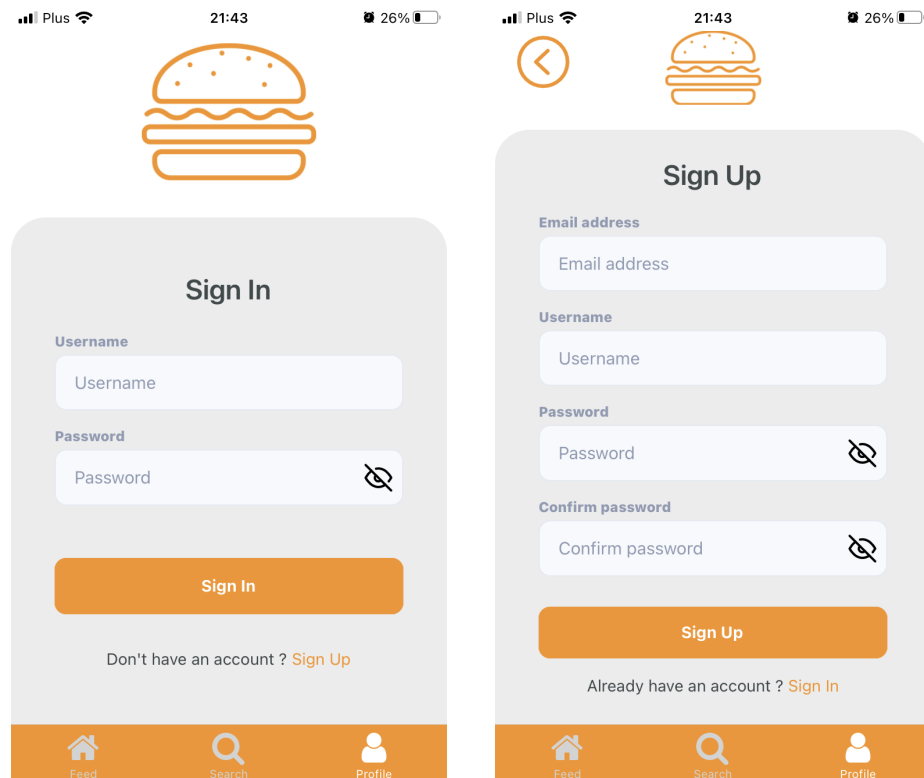 Plus 21:43 26%
Sign In
Username
Username
Password
Password
Sign In
Don't have an account ? Sign Up
Feed Search Profile
Plus 21:43 26%
Sign Up
Email address
Email address
Username
Username
Password
Password
Confirm password
Confirm password
Sign Up
Already have an account ? Sign In
Feed Search Profile